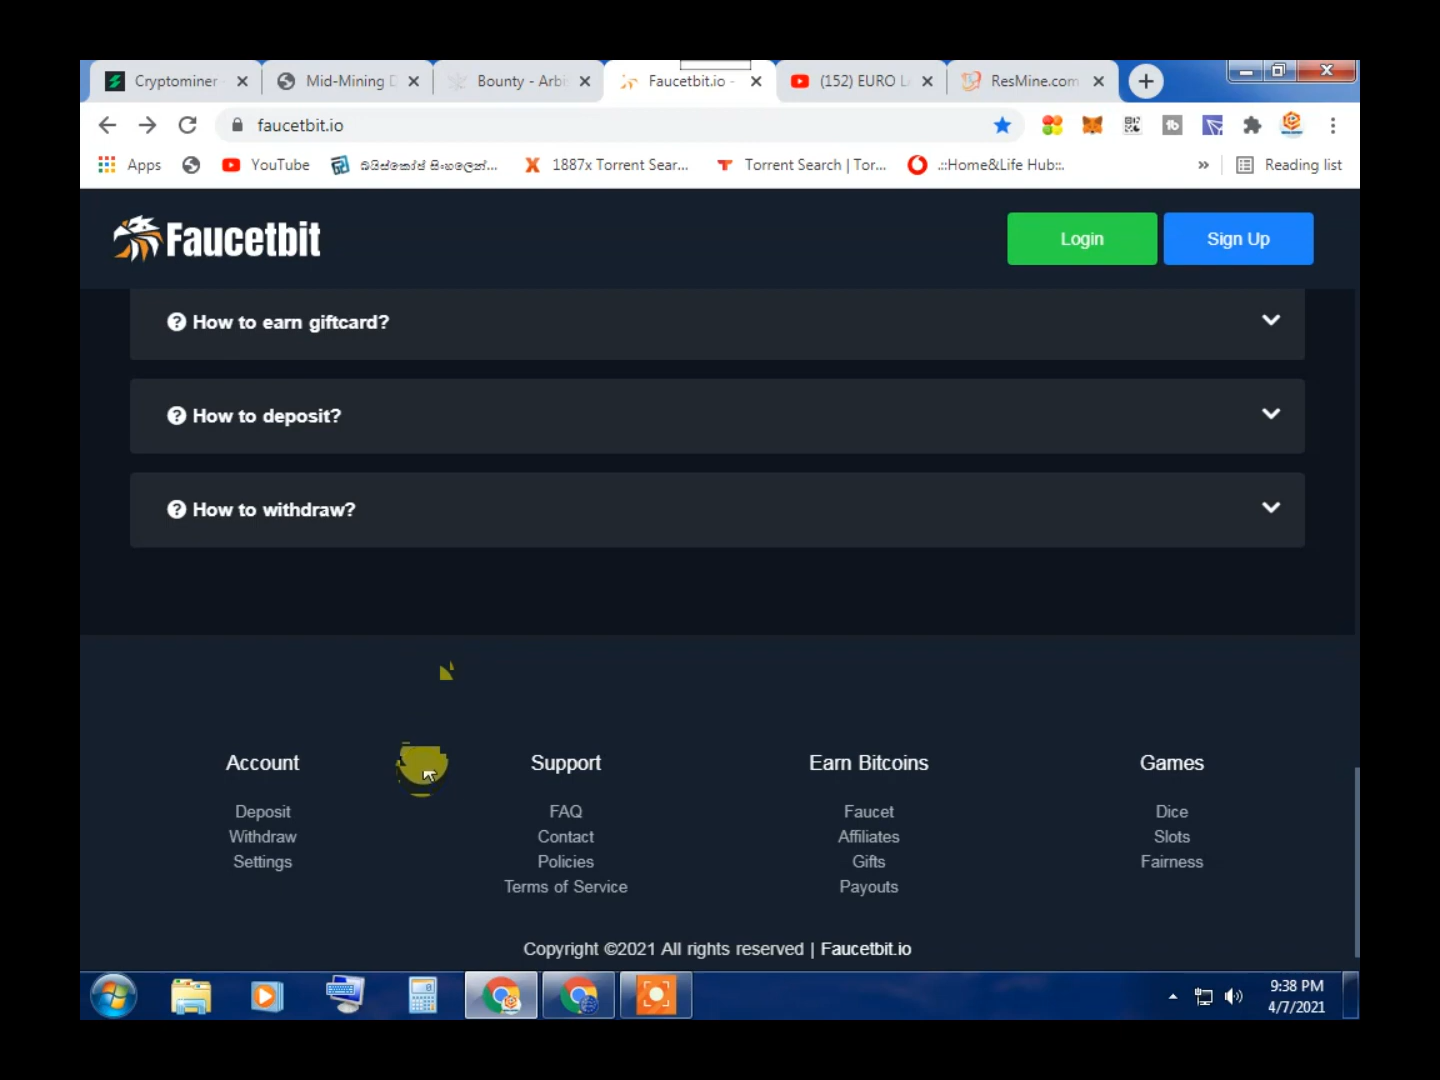 Cryptominer
Mid-Mining D
Bounty - Arbi
Faucetbit.io -
(152) EURO L
ResMine.com
faucetbit.io
Apps
YouTube
බයිස්කෝප් සිංහලෙන්...
1887x Torrent Sear...
Torrent Search | Tor...
.::Home&Life Hub::.
»
Reading list
Faucetbit
Login
Sign Up
How to earn giftcard?
How to deposit?
How to withdraw?
Account
Support
Earn Bitcoins
Games
Deposit
FAQ
Faucet
Dice
Withdraw
Contact
Affiliates
Slots
Settings
Policies
Gifts
Fairness
Terms of Service
Payouts
Copyright ©2021 All rights reserved | Faucetbit.io
9:38 PM
4/7/2021